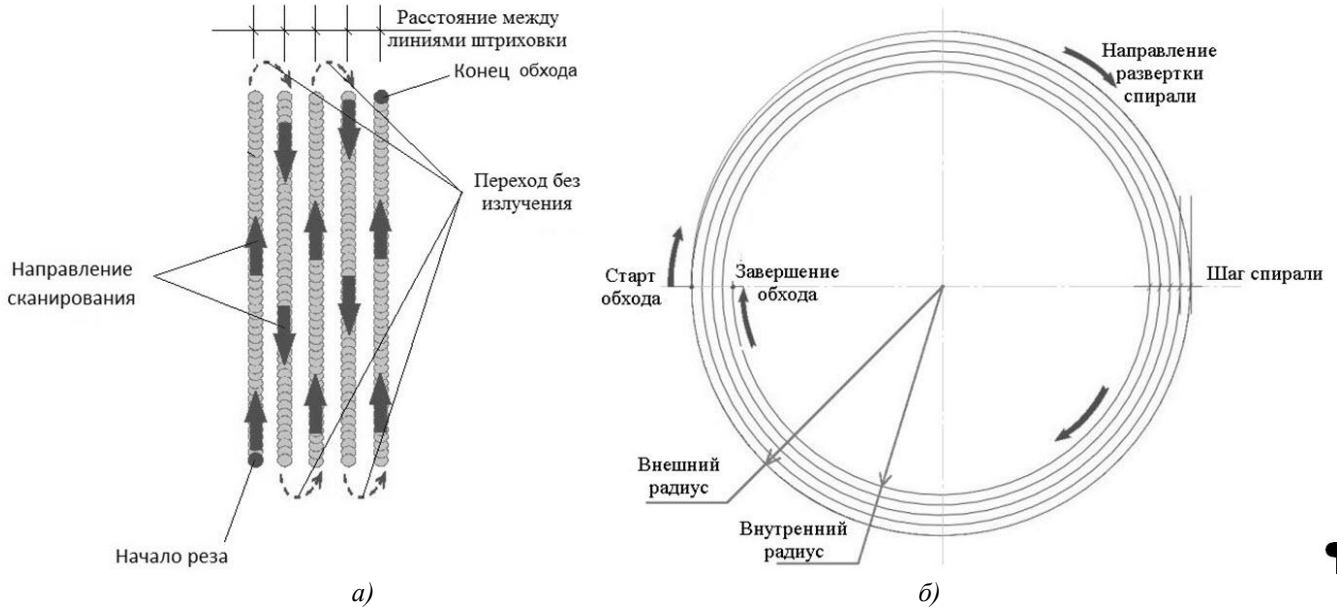 Расстояние между
линиями штриховки
Конец обхода
Переход без
излучения
Направление
сканирования
Начало реза
а)
Направление
развертки
спирали
Старт
обхода
Завершение
обхода
Шаг спирали
Внешний
радиус
Внутренний
радиус
б)
¶